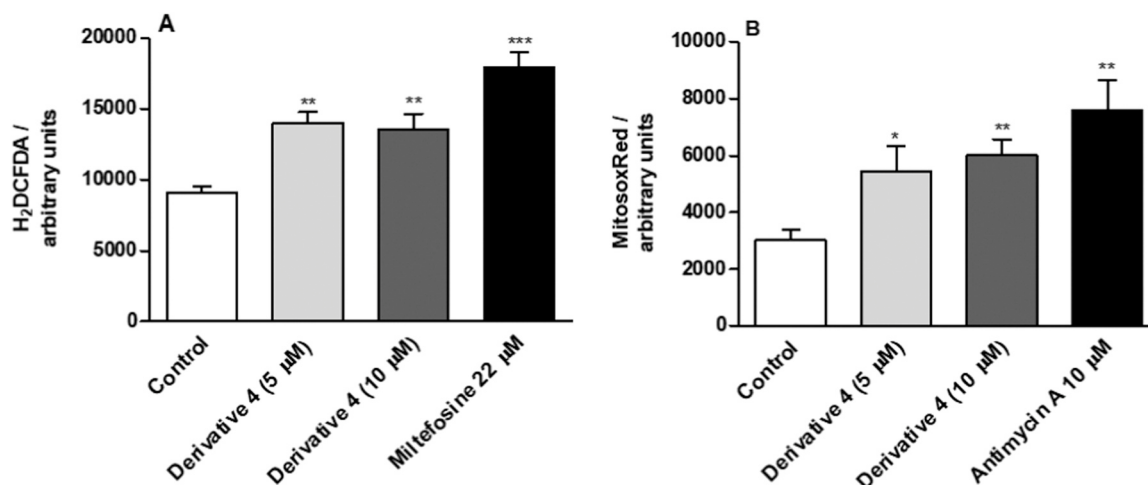 A
H₂DCFDA /
arbitrary units
20000
15000
10000
5000
0
**
**
***
Control
Derivative 4 (5 µM)
Derivative 4 (10 µM)
Miltefosine 22 µM
B
MitosoxRed /
arbitrary units
10000
8000
6000
4000
2000
0
*
**
**
Control
Derivative 4 (5 µM)
Derivative 4 (10 µM)
Antimycin A 10 µM